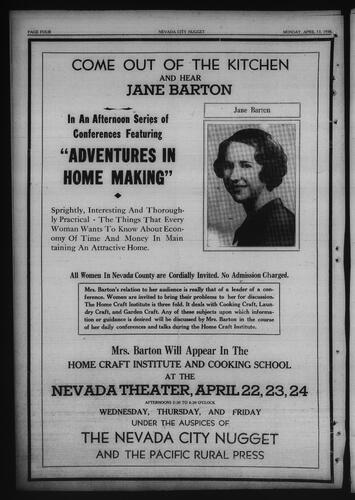 PAGE FOUR
NEVADA CITY NUGGET
MONDAY, APRIL 13, 1936.
COME OUT OF THE KITCHEN
AND HEAR
JANE BARTON
In An Afternoon Series of
Conferences Featuring
"ADVENTURES IN
HOME MAKING"
Sprightly, Interesting And Thorough-
ly Practical - The Things That Every
Woman Wants To Know About Econ-
omy Of Time And Money In Main
taining An Attractive Home.
Jane Barton
All Women In Nevada County are Cordially Invited. No Admission Charged.
Mrs. Barton's relation to her audience is really that of a leader of a con-
ference. Women are invited to bring their problems to her for discussion.
The Home Craft Institute is three fold. It deals with Cooking Craft, Laun-
dry Craft, and Garden Craft. Any of these subjects upon which informa-
tion or guidance is desired will be discussed by Mrs. Barton in the course
of her daily conferences and talks during the Home Craft Institute.
Mrs. Barton Will Appear In The
HOME CRAFT INSTITUTE AND COOKING SCHOOL
AT THE
NEVADA THEATER, APRIL 22, 23, 24
AFTERNOONS 2:30 TO 4:30 O'CLOCK
WEDNESDAY, THURSDAY, AND FRIDAY
UNDER THE AUSPICES OF
THE NEVADA CITY NUGGET
AND THE PACIFIC RURAL PRESS